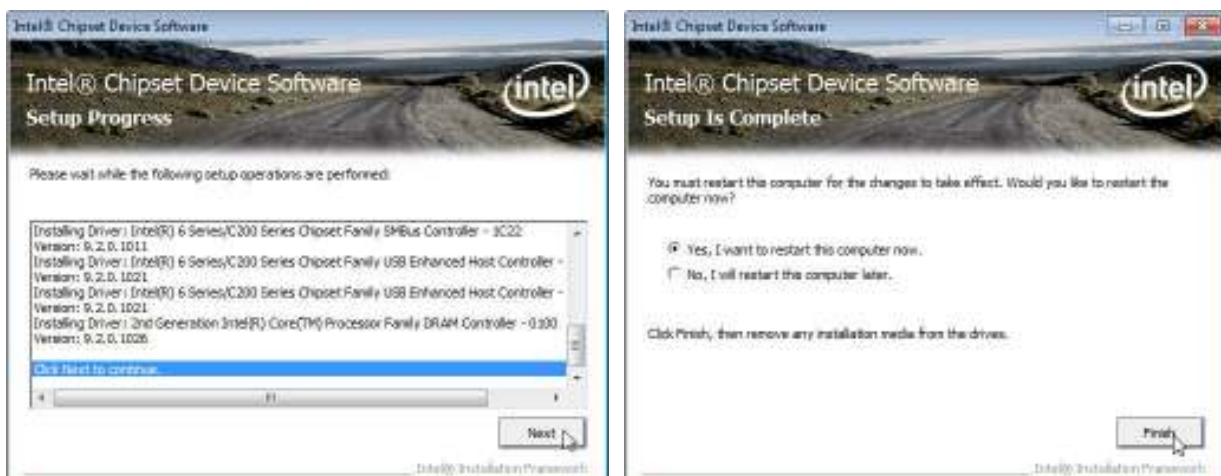 Intel® Chipset Device Software
Intel® Chipset Device Software
intel
Setup Progress
Please wait while the following setup operations are performed:
Installing Driver: Intel(R) 6 Series/C200 Series Chipset Family SMBus Controller - 1C22
Version: 9.2.0.1011
Installing Driver: Intel(R) 6 Series/C200 Series Chipset Family USB Enhanced Host Controller -
Version: 9.2.0.1021
Installing Driver: Intel(R) 6 Series/C200 Series Chipset Family USB Enhanced Host Controller -
Version: 9.2.0.1021
Installing Driver: 2nd Generation Intel(R) Core(TM) Processor Family DRAM Controller - 0100
Version: 9.2.0.1026
Click Next to continue.
Next
Intel® Installation Framework
Intel® Chipset Device Software
Intel® Chipset Device Software
intel
Setup Is Complete
You must restart this computer for the changes to take effect. Would you like to restart the
computer now?
Yes, I want to restart this computer now.
No, I will restart this computer later.
Click Finish, then remove any installation media from the drives.
Finish
Intel® Installation Framework